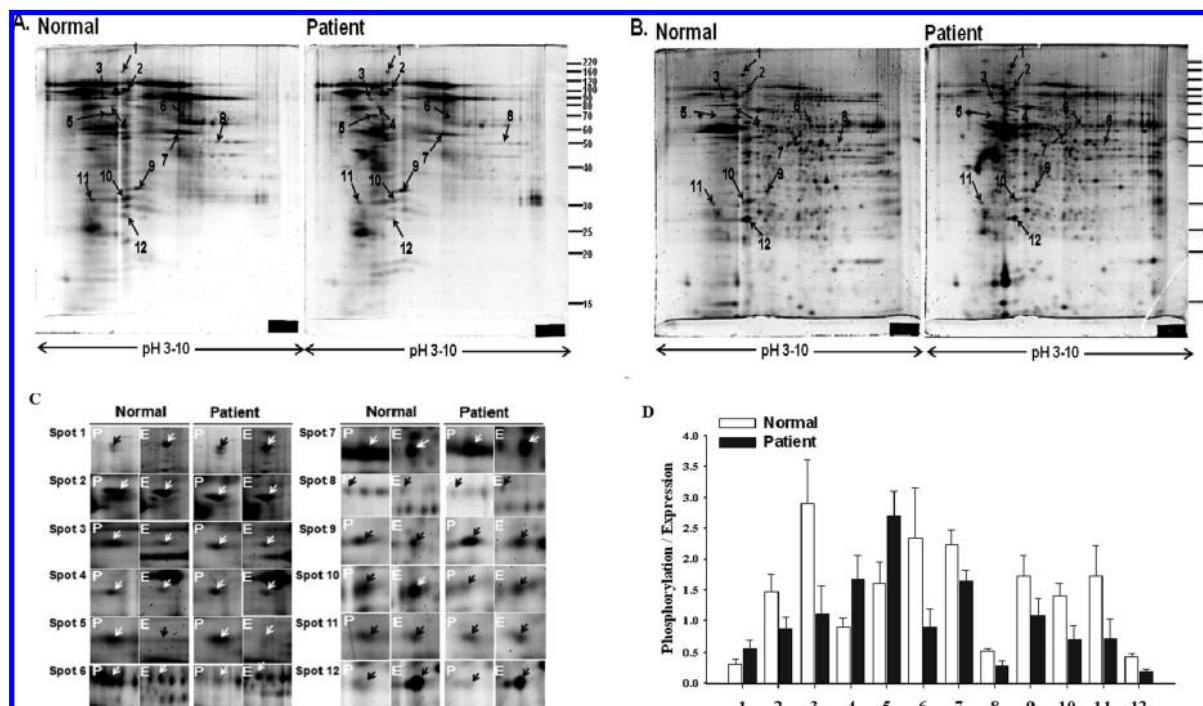 A. Normal Patient
1
3 2
5 6 4 8
7
9
10
11
12
220
160
120
100
90
80
70
60
50
40
30
25
20
15
pH 3-10 pH 3-10
B. Normal Patient
1
3 2
5 6 4 8
7
9
10
11
12
pH 3-10 pH 3-10
C
Normal Patient Normal Patient
Spot 1 P E P E Spot 7 P E P E
Spot 2 P E P E Spot 8 P E P E
Spot 3 P E P E Spot 9 P E P E
Spot 4 P E P E Spot 10 P E P E
Spot 5 P E P E Spot 11 P E P E
Spot 6 P E P E Spot 12 P E P E
D
Normal
Patient
Phosphorylation / Expression
4.0
3.5
3.0
2.5
2.0
1.5
1.0
0.5
0.0
1 2 3 4 5 6 7 8 9 10 11 12